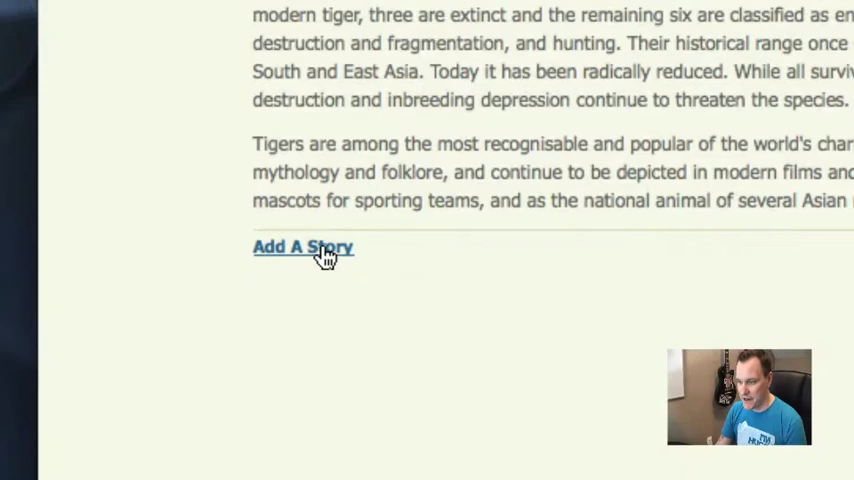 modern tiger, three are extinct and the remaining six are classified as
destruction and fragmentation, and hunting. Their historical range once
South and East Asia. Today it has been radically reduced. While all
destruction and inbreeding depression continue to threaten the species.
Tigers are among the most recognisable and popular of the world's
mythology and folklore, and continue to be depicted in modern films and
mascots for sporting teams, and as the national animal of several Asian
Add A Story